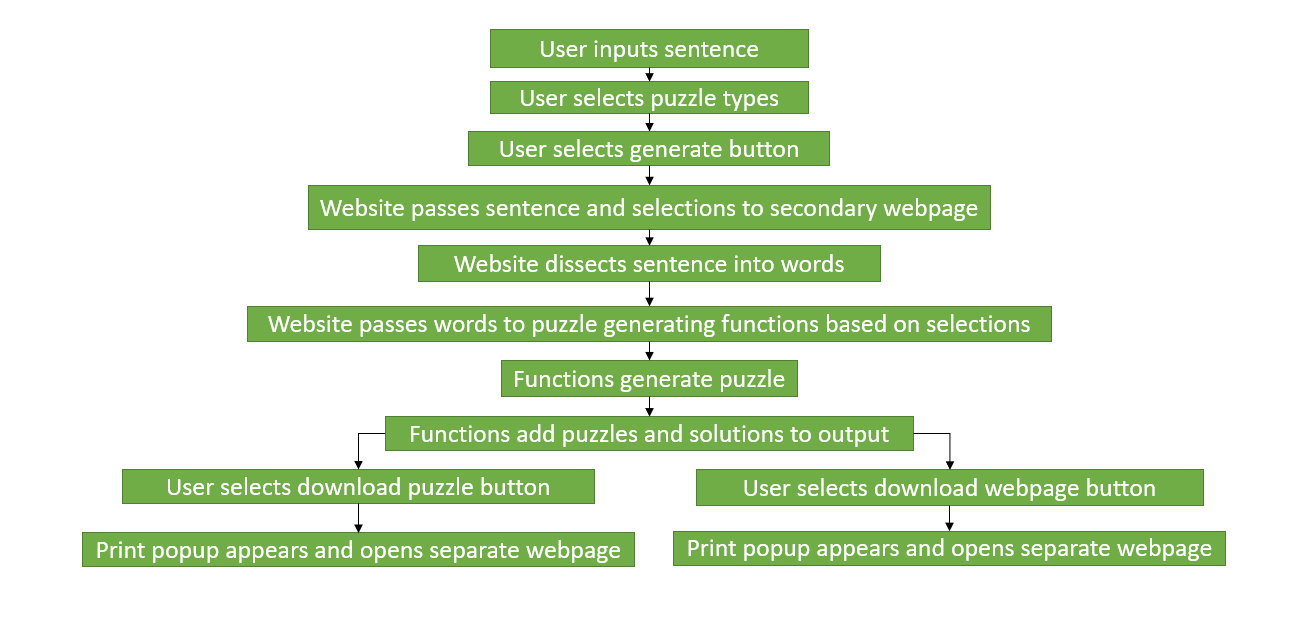 User inputs sentence
User selects puzzle types
User selects generate button
Website passes sentence and selections to secondary webpage
Website dissects sentence into words
Website passes words to puzzle generating functions based on selections
Functions generate puzzle
Functions add puzzles and solutions to output
User selects download puzzle button
User selects download webpage button
Print popup appears and opens separate webpage
Print popup appears and opens separate webpage